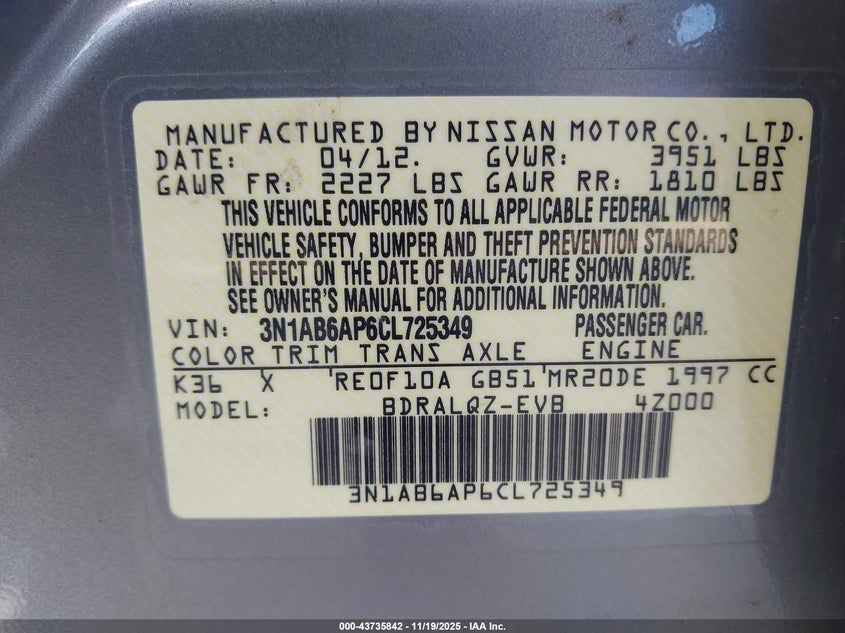 MANUFACTURED BY NISSAN MOTOR CO., LTD.
DATE: 04/12. GVWR: 3951 LBS
GAWR FR: 2227 LBS GAWR RR: 1810 LBS
THIS VEHICLE CONFORMS TO ALL APPLICABLE FEDERAL MOTOR
VEHICLE SAFETY, BUMPER AND THEFT PREVENTION STANDARDS
IN EFFECT ON THE DATE OF MANUFACTURE SHOWN ABOVE.
SEE OWNER'S MANUAL FOR ADDITIONAL INFORMATION.
VIN: 3N1AB6AP6CL725349 PASSENGER CAR.
COLOR TRIM TRANS AXLE ENGINE
K36 X RE0F10A GB51 MR20DE 1997 CC
MODEL: BDRALQZ-EVB 4Z000
3N1AB6AP6CL725349
000-43735842 - 11/19/2025 - IAA Inc.